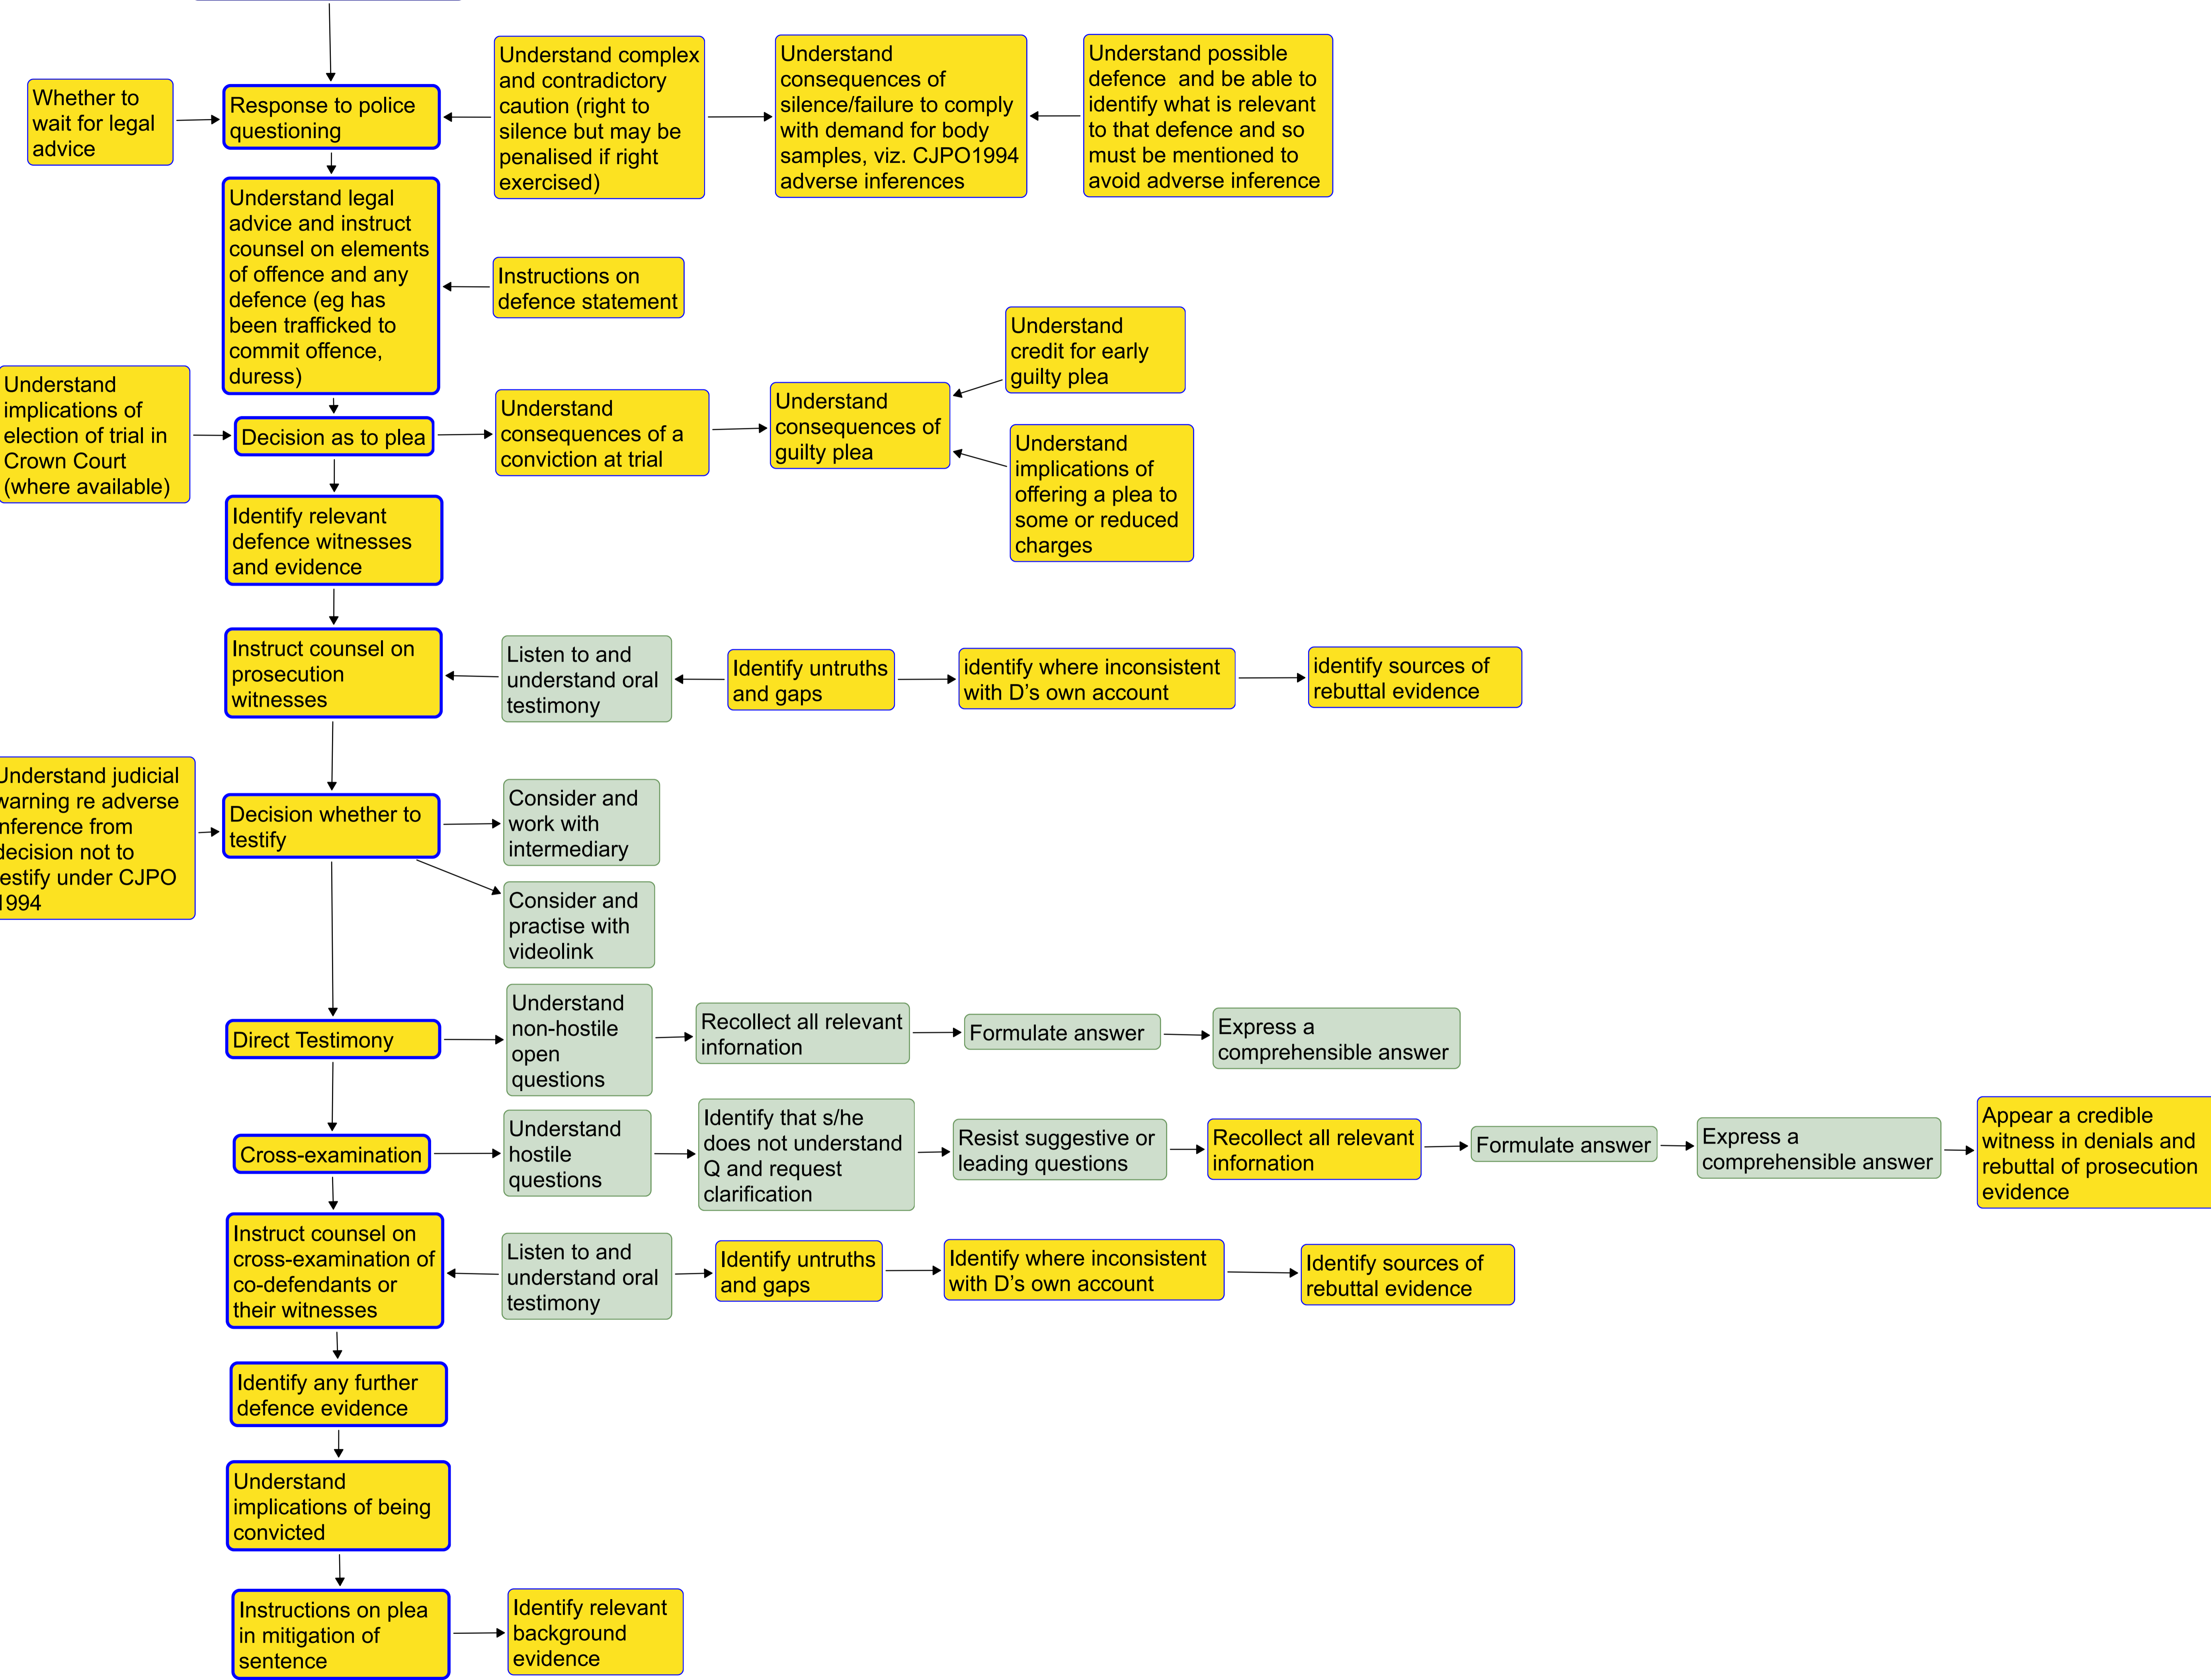 Whether to
wait for legal
advice
Response to police
questioning
Understand complex
and contradictory
caution (right to
silence but may be
penalised if right
exercised)
Understand
consequences of
silence/failure to comply
with demand for body
samples, viz. CJPO1994
adverse inferences
Understand possible
defence  and be able to
identify what is relevant
to that defence and so
must be mentioned to
avoid adverse inference
Understand legal
advice and instruct
counsel on elements
of offence and any
defence (eg has
been trafficked to
commit offence,
duress)
Instructions on
defence statement
Understand
implications of
election of trial in
Crown Court
(where available)
Decision as to plea
Understand
consequences of a
conviction at trial
Understand
consequences of
guilty plea
Understand
credit for early
guilty plea
Understand
implications of
offering a plea to
some or reduced
charges
Identify relevant
defence witnesses
and evidence
Instruct counsel on
prosecution
witnesses
Listen to and
understand oral
testimony
Identify untruths
and gaps
identify where inconsistent
with D’s own account
identify sources of
rebuttal evidence
Understand judicial
warning re adverse
inference from
decision not to
testify under CJPO
1994
Decision whether to
testify
Consider and
work with
intermediary
Consider and
practise with
videolink
Direct Testimony
Understand
non-hostile
open
questions
Recollect all relevant
infornation
Formulate answer
Express a
comprehensible answer
Cross-examination
Understand
hostile
questions
Identify that s/he
does not understand
Q and request
clarification
Resist suggestive or
leading questions
Recollect all relevant
infornation
Formulate answer
Express a
comprehensible answer
Appear a credible
witness in denials and
rebuttal of prosecution
evidence
Instruct counsel on
cross-examination of
co-defendants or
their witnesses
Listen to and
understand oral
testimony
Identify untruths
and gaps
Identify where inconsistent
with D’s own account
Identify sources of
rebuttal evidence
Identify any further
defence evidence
Understand
implications of being
convicted
Instructions on plea
in mitigation of
sentence
Identify relevant
background
evidence